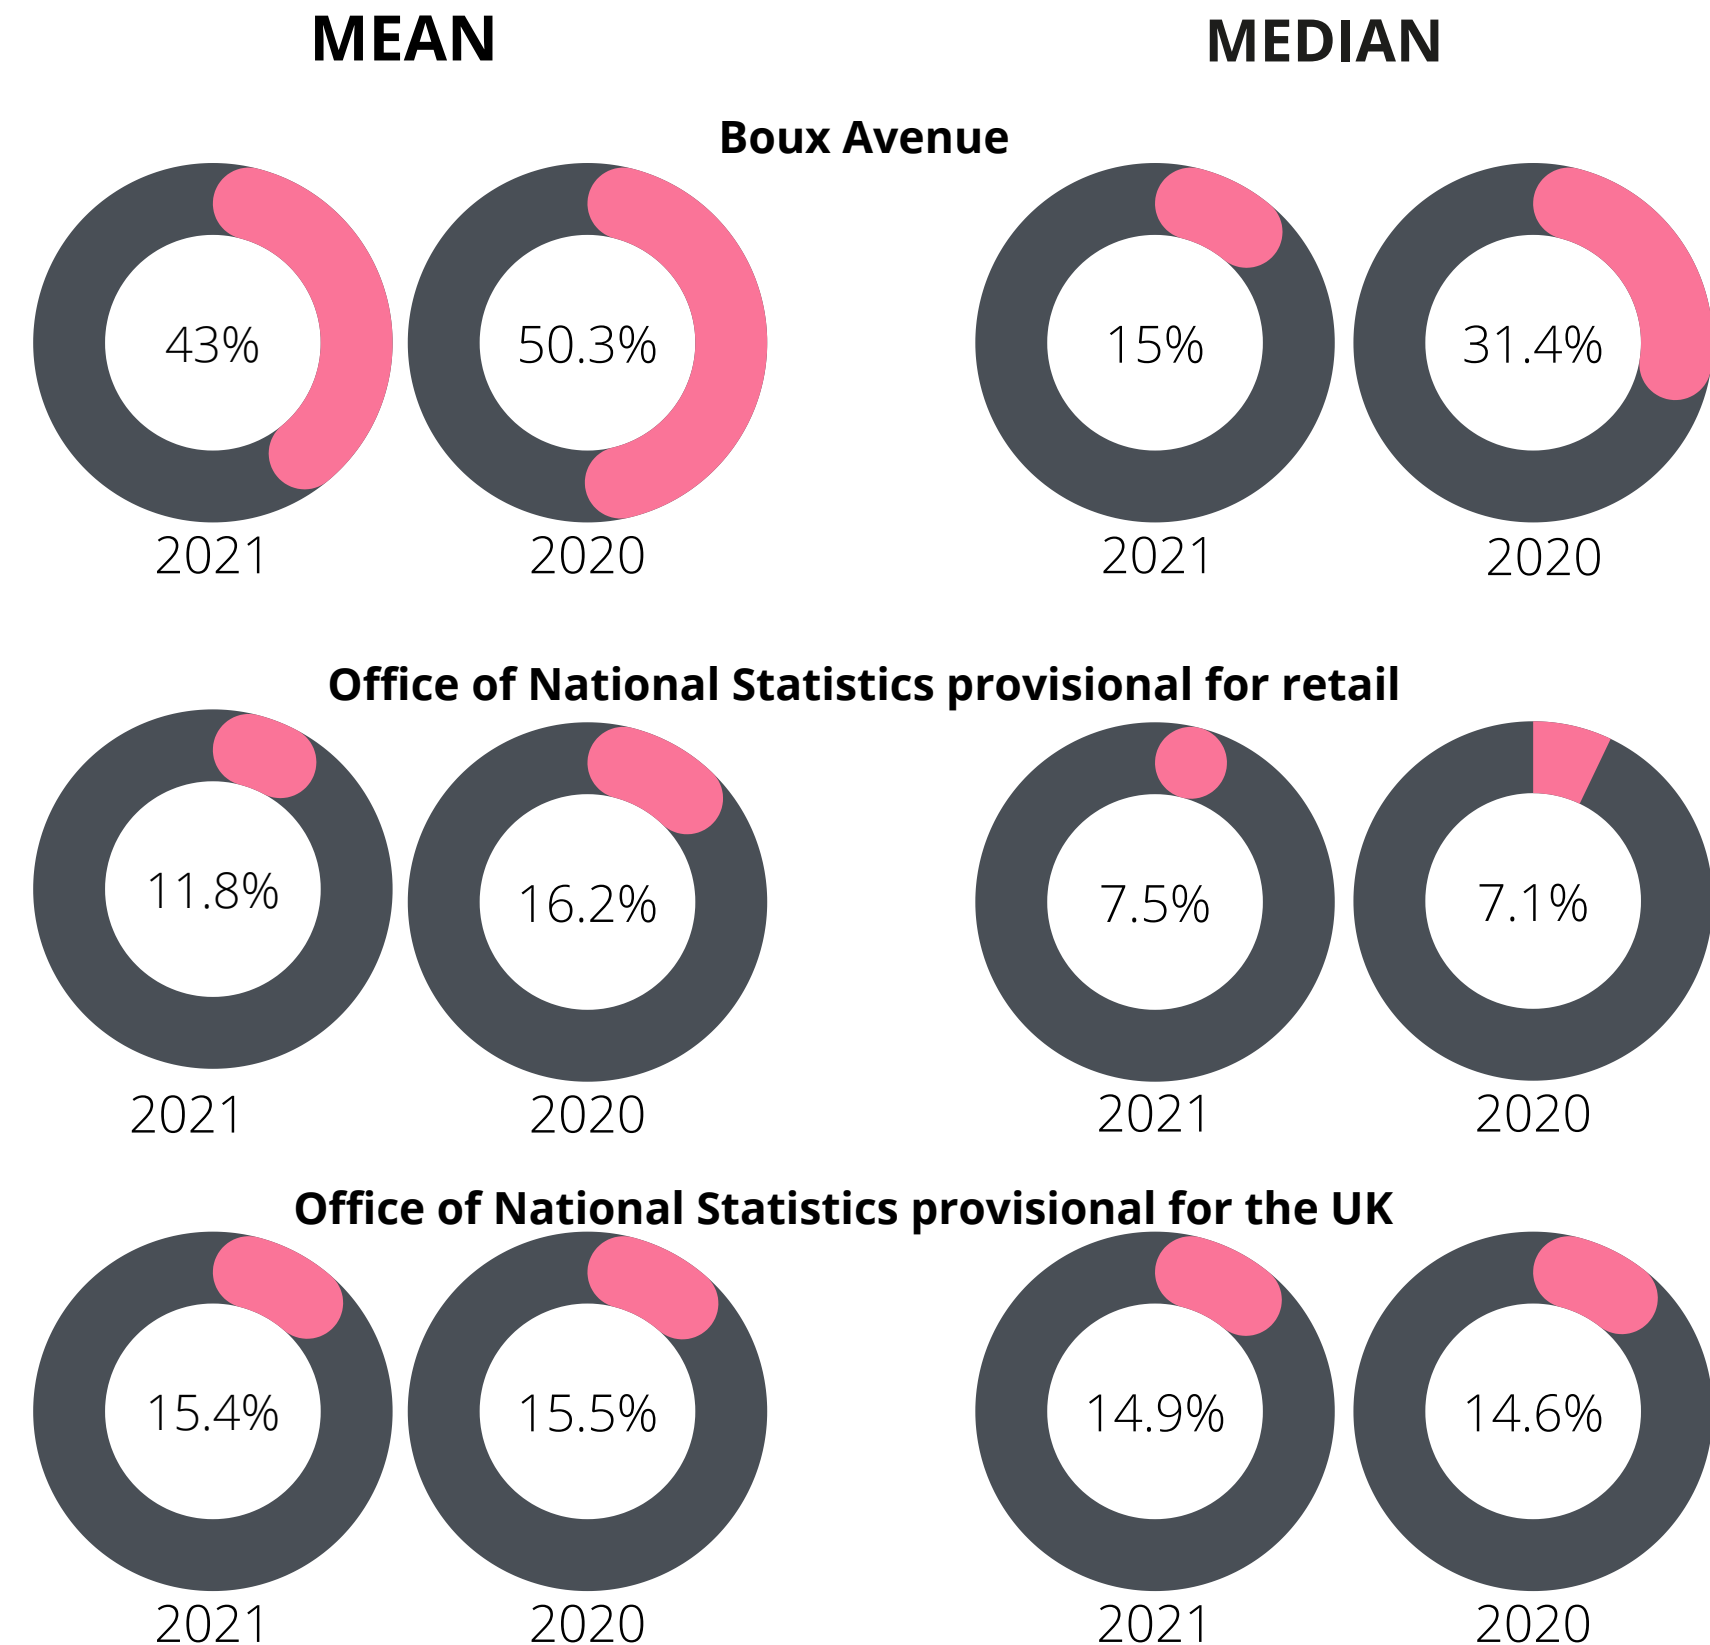 MEAN MEDIAN
Boux Avenue
43% 50.3% 15% 31.4%
2021 2020 2021 2020
Office of National Statistics provisional for retail
11.8% 16.2% 7.5% 7.1%
2021 2020 2021 2020
Office of National Statistics provisional for the UK
15.4% 15.5% 14.9% 14.6%
2021 2020 2021 2020